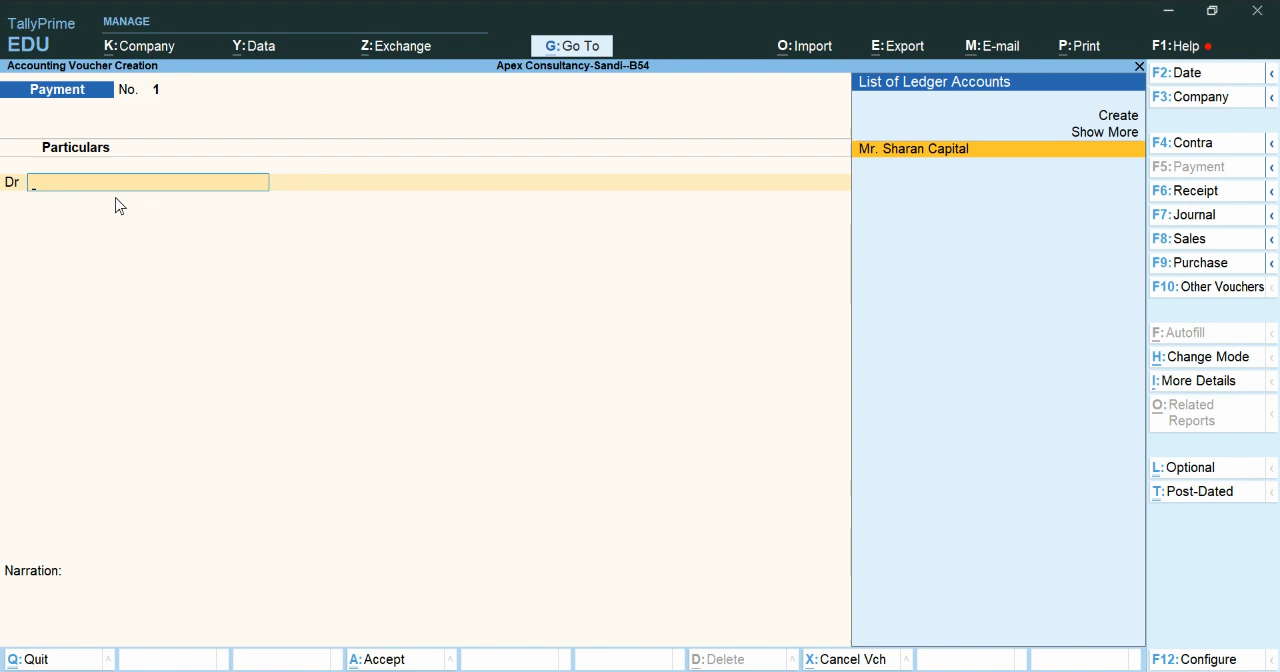 TallyPrime
EDU
MANAGE
K:Company Y:Data Z:Exchange G:Go To O:Import E:Export M:E-mail P:Print F1:Help
Accounting Voucher Creation Apex Consultancy-Sandi--B54
Payment No. 1
Particulars
Dr
List of Ledger Accounts
Create
Show More
Mr. Sharan Capital
F2:Date
F3:Company
F4:Contra
F5:Payment
F6:Receipt
F7:Journal
F8:Sales
F9:Purchase
F10:Other Vouchers
F:Autofill
H:Change Mode
I:More Details
O:Related
Reports
L:Optional
T:Post-Dated
Narration:
Q:Quit A:Accept D:Delete X:Cancel Vch F12:Configure